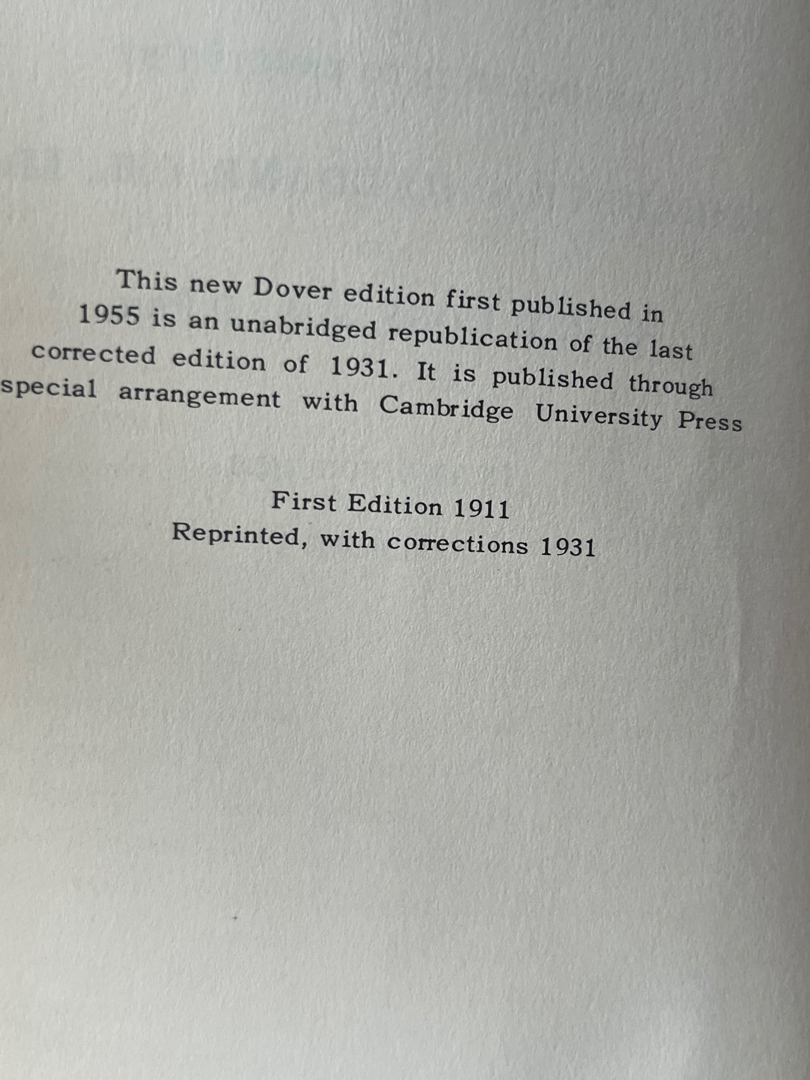 This new Dover edition first published in
1955 is an unabridged republication of the last
corrected edition of 1931. It is published through
special arrangement with Cambridge University Press
First Edition 1911
Reprinted, with corrections 1931